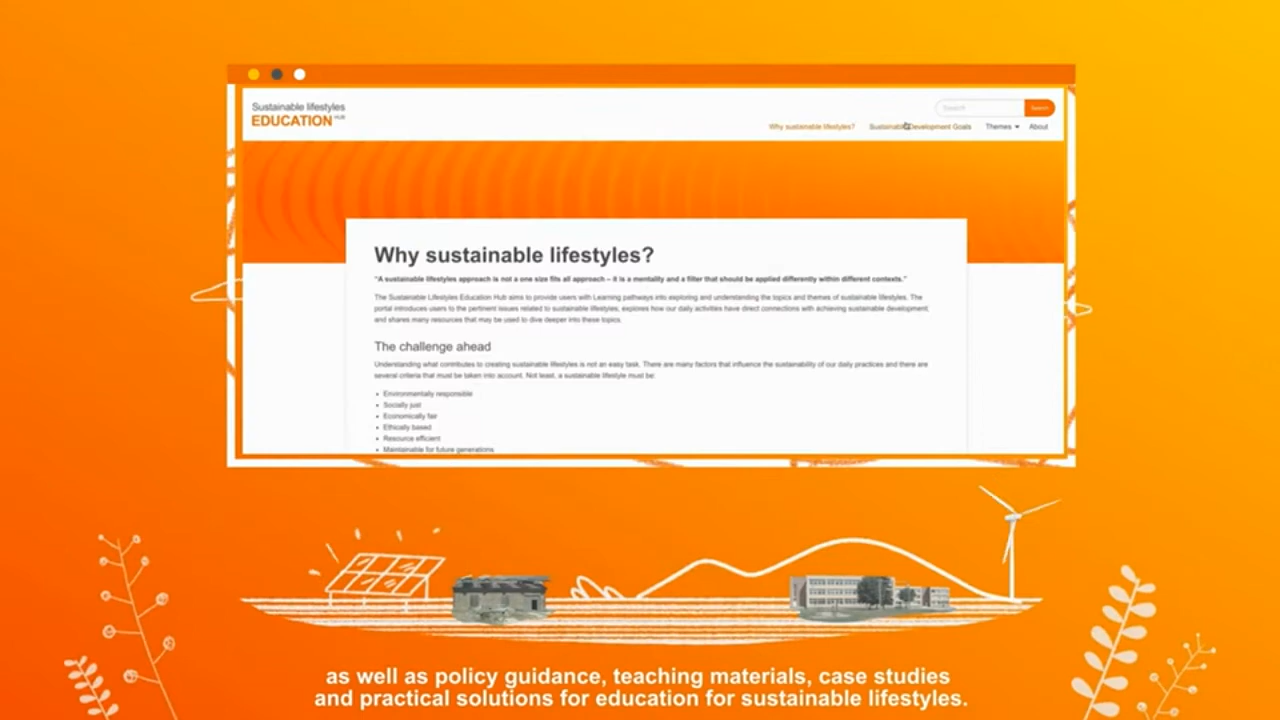 Sustainable lifestyles
EDUCATION HUB
Search
Search
Why sustainable lifestyles? Sustainable Development Goals Themes About
Why sustainable lifestyles?
"A sustainable lifestyles approach is not a one size fits all approach – it is a mentality and a filter that should be applied differently within different contexts."
The Sustainable Lifestyles Education Hub aims to provide users with Learning pathways into exploring and understanding the topics and themes of sustainable lifestyles. The
portal introduces users to the pertinent issues related to sustainable lifestyles, explores how our daily activities have direct connections with achieving sustainable development,
and shares many resources that may be used to dive deeper into these topics.
The challenge ahead
Understanding what contributes to creating sustainable lifestyles is not an easy task. There are many factors that influence the sustainability of our daily practices and there are
several criteria that must be taken into account. Not least, a sustainable lifestyle must be:
• Environmentally responsible
• Socially just
• Economically fair
• Ethically based
• Resource efficient
• Maintainable for future generations
as well as policy guidance, teaching materials, case studies
and practical solutions for education for sustainable lifestyles.